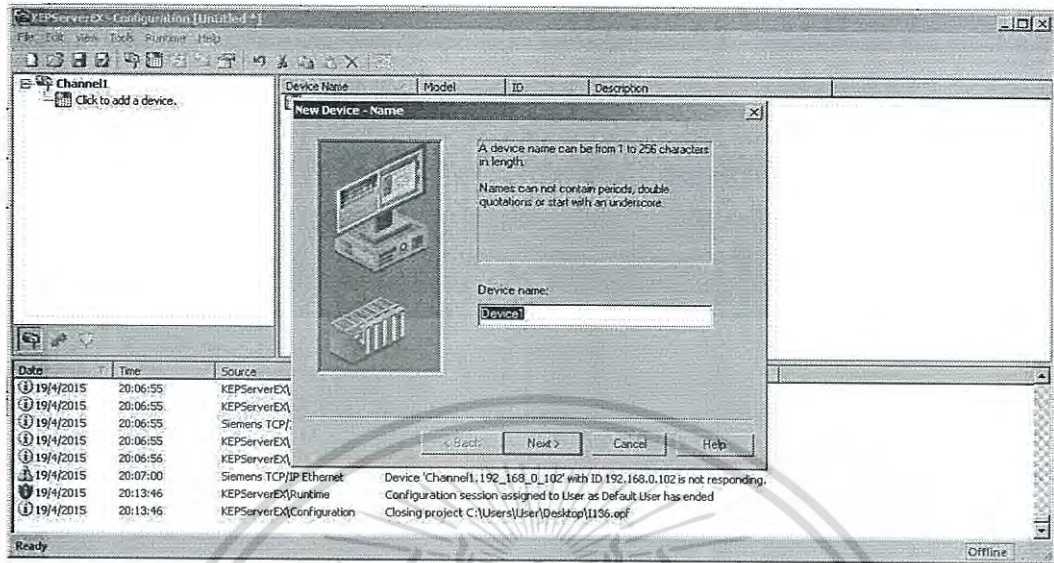 KEPServerEX - Configuration [Untitled *]
File Edit View Tools Runtime Help
Channel1
Click to add a device.
Device Name Model ID Description
New Device - Name
A device name can be from 1 to 256 characters
in length.
Names can not contain periods, double
quotations or start with an underscore.
Device name:
Device1
< Back Next > Cancel Help
Date Time Source
19/4/2015 20:06:55 KEPServerEX\
19/4/2015 20:06:55 KEPServerEX\
19/4/2015 20:06:55 Siemens TCP/
19/4/2015 20:06:55 KEPServerEX\
19/4/2015 20:06:56 KEPServerEX\
19/4/2015 20:07:00 Siemens TCP/IP Ethernet Device 'Channel1.192_168_0_102' with ID 192.168.0.102 is not responding.
19/4/2015 20:13:46 KEPServerEX\Runtime Configuration session assigned to User as Default User has ended
19/4/2015 20:13:46 KEPServerEX\Configuration Closing project C:\Users\User\Desktop\I136.opf
Ready Offline